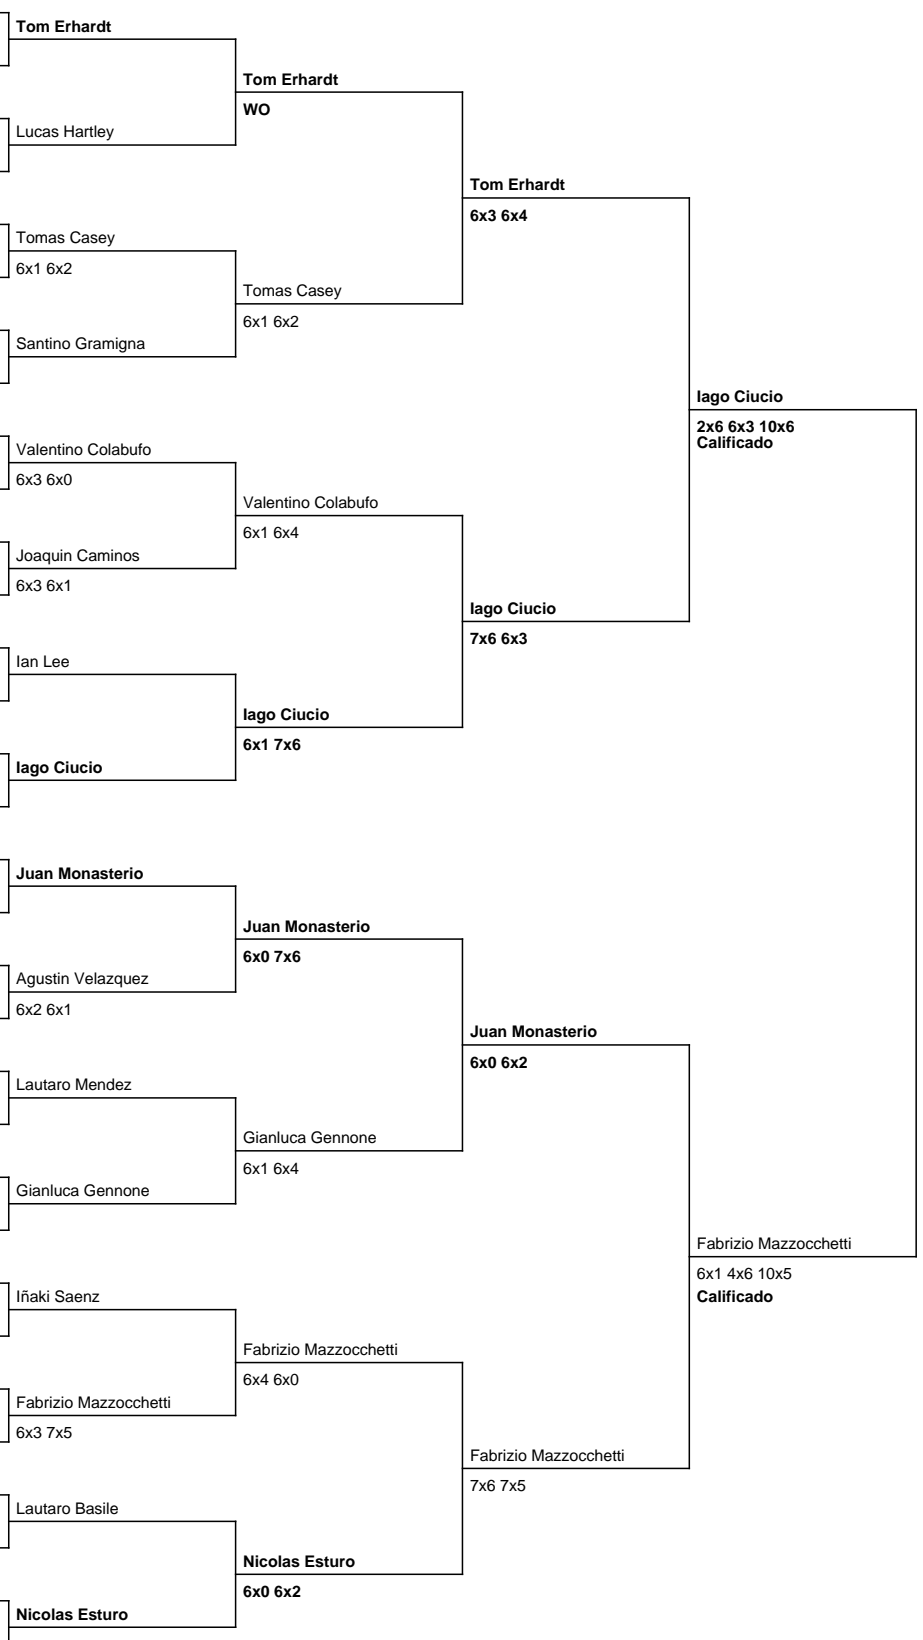 Tom Erhardt
Tom Erhardt
WO
Lucas Hartley
Tom Erhardt
6x3 6x4
Tomas Casey
6x1 6x2
Tomas Casey
6x1 6x2
Santino Gramigna
Iago Ciucio
2x6 6x3 10x6
Calificado
Valentino Colabufo
6x3 6x0
Valentino Colabufo
6x1 6x4
Joaquin Caminos
6x3 6x1
Iago Ciucio
7x6 6x3
Ian Lee
Iago Ciucio
6x1 7x6
Iago Ciucio
Juan Monasterio
Juan Monasterio
6x0 7x6
Agustin Velazquez
6x2 6x1
Juan Monasterio
6x0 6x2
Lautaro Mendez
Gianluca Gennone
6x1 6x4
Gianluca Gennone
Fabrizio Mazzocchetti
6x1 4x6 10x5
Calificado
Iñaki Saenz
Fabrizio Mazzocchetti
6x4 6x0
Fabrizio Mazzocchetti
6x3 7x5
Fabrizio Mazzocchetti
7x6 7x5
Lautaro Basile
Nicolas Esturo
6x0 6x2
Nicolas Esturo